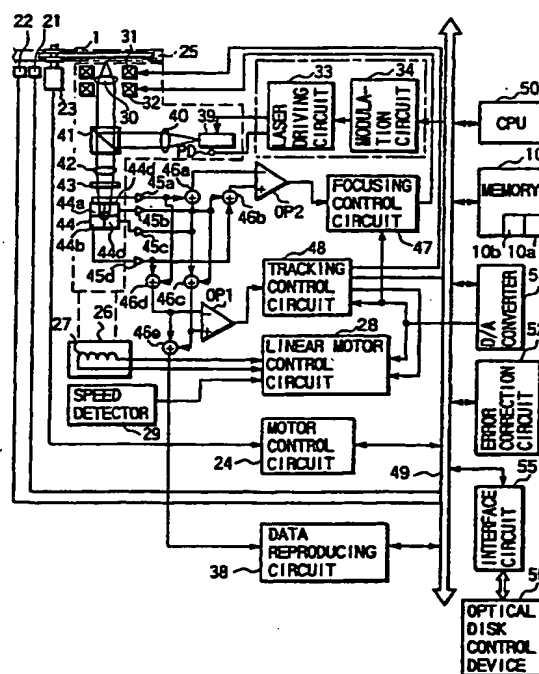 22 21 1 31 25
33 34
23 30 32
LASER DRIVING CIRCUIT
MODULA- TION CIRCUIT
50
CPU
41 40 39
PD
42
43
44d 45a 46a
44a 45b 46b
44
44b 44d 45c
45d
OP2
FOCUSING CONTROL CIRCUIT
47
MEMORY
10b 10a
46d 46c
48
OP1
TRACKING CONTROL CIRCUIT
D/A CONVERTER
26
27
46e
28
LINEAR MOTOR CONTROL CIRCUIT
ERROR CORRECTION CIRCUIT
SPEED DETECTOR
29
MOTOR CONTROL CIRCUIT
24
49
55
INTERFACE CIRCUIT
DATA REPRODUCING CIRCUIT
38
OPTICAL DISK CONTROL DEVICE